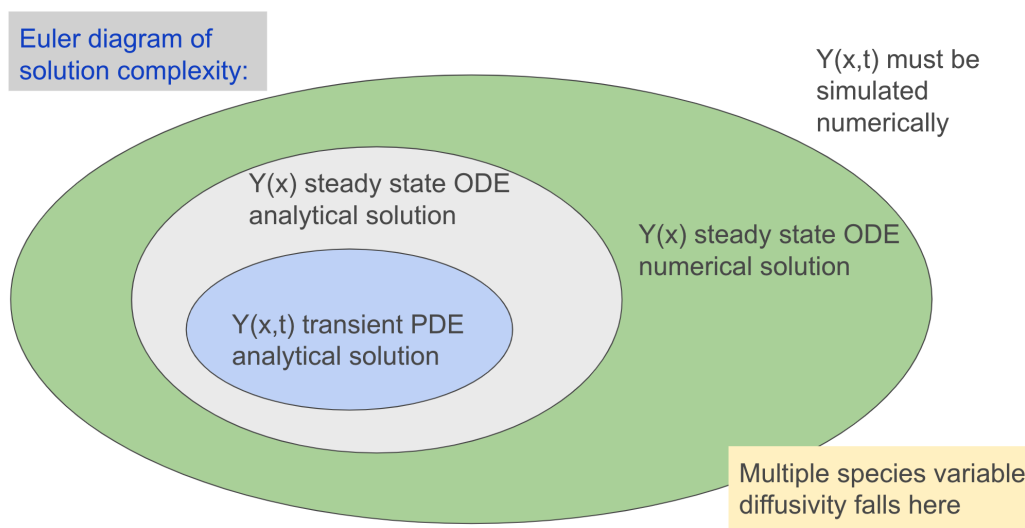 Euler diagram of
solution complexity:
Y(x,t) must be
simulated
numerically
Y(x) steady state ODE
analytical solution
Y(x) steady state ODE
numerical solution
Y(x,t) transient PDE
analytical solution
Multiple species variable
diffusivity falls here